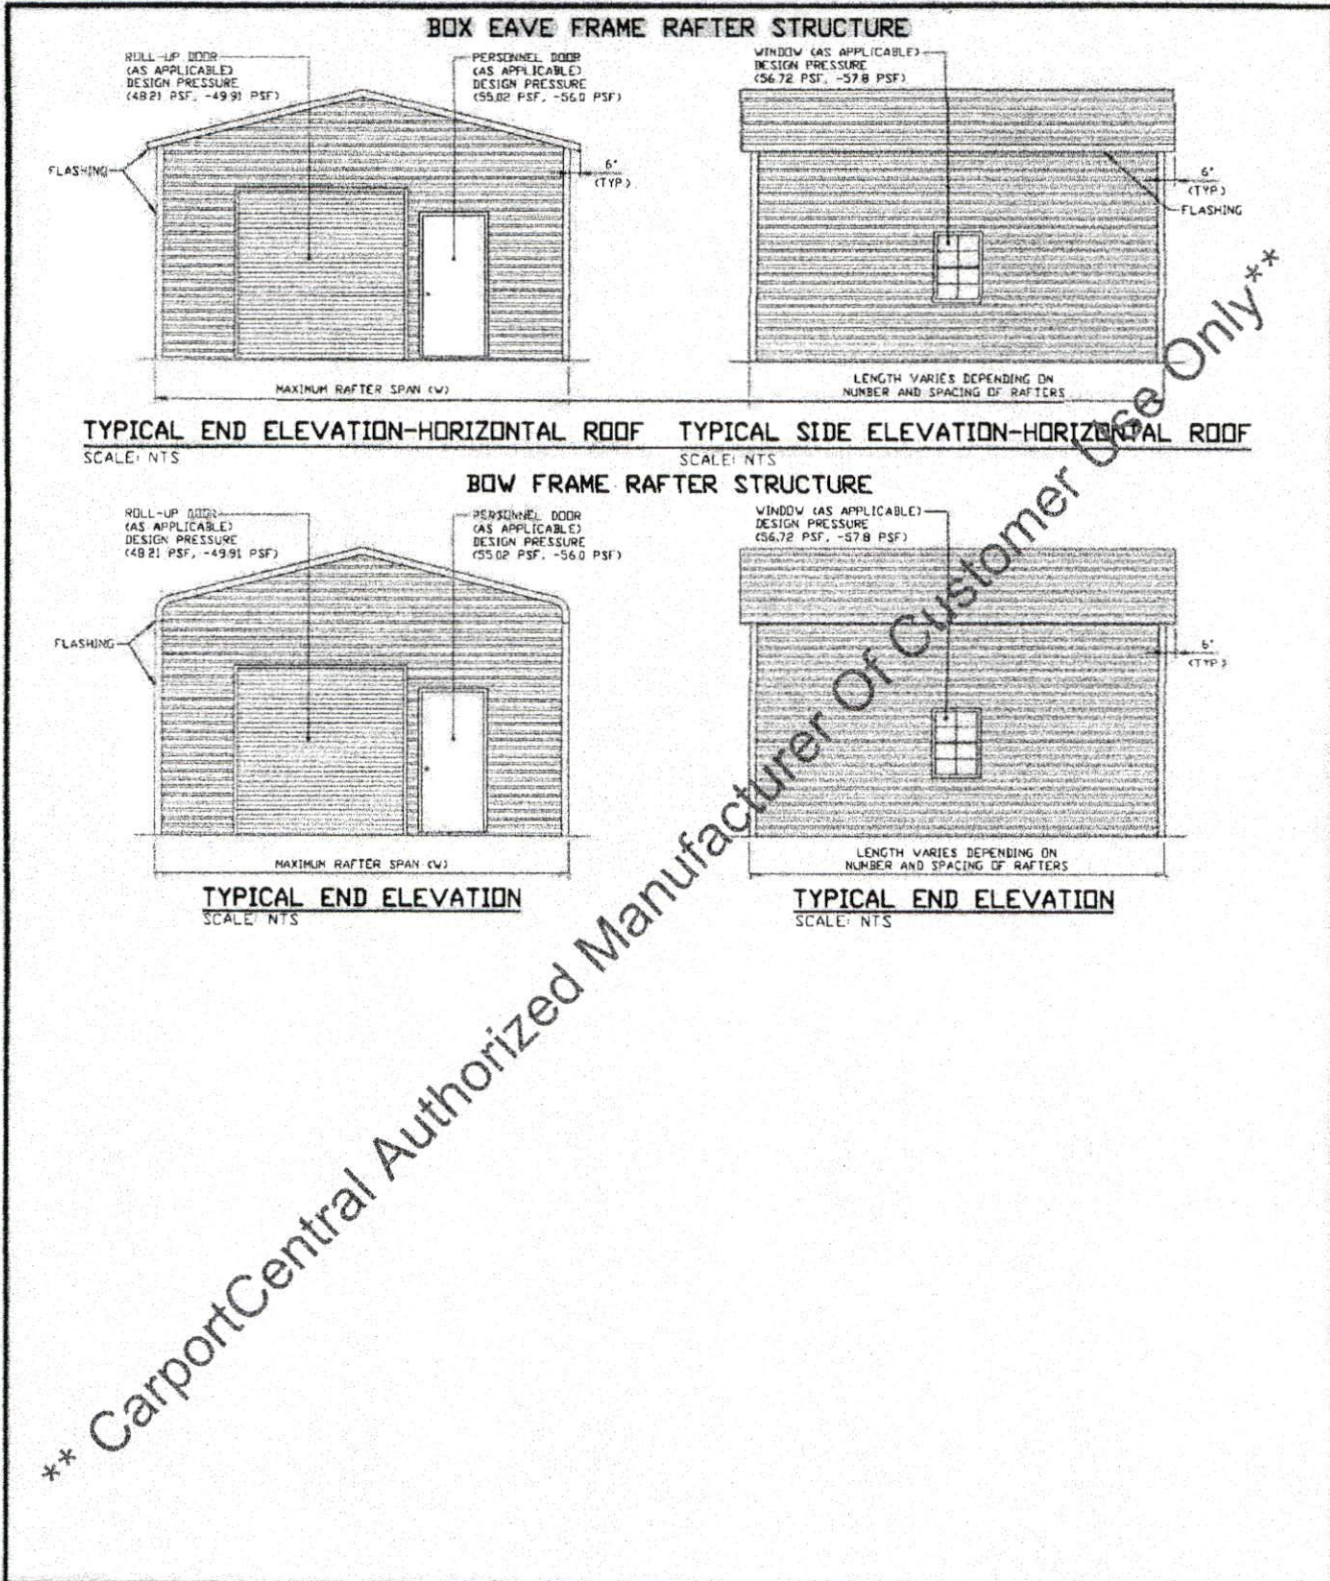 BOX EAVE FRAME RAFTER STRUCTURE
ROLL-UP DOOR
(AS APPLICABLE)
DESIGN PRESSURE
(48.21 PSF, -49.91 PSF)
PERSONNEL DOOR
(AS APPLICABLE)
DESIGN PRESSURE
(55.02 PSF, -56.0 PSF)
WINDOW (AS APPLICABLE)
DESIGN PRESSURE
(56.72 PSF, -57.8 PSF)
FLASHING
6"
(TYP.)
6"
(TYP.)
FLASHING
MAXIMUM RAFTER SPAN (W)
LENGTH VARIES DEPENDING ON
NUMBER AND SPACING OF RAFTERS
TYPICAL END ELEVATION-HORIZONTAL ROOF
SCALE: NTS
TYPICAL SIDE ELEVATION-HORIZONTAL ROOF
SCALE: NTS
BOW FRAME RAFTER STRUCTURE
ROLL-UP DOOR
(AS APPLICABLE)
DESIGN PRESSURE
(48.21 PSF, -49.91 PSF)
PERSONNEL DOOR
(AS APPLICABLE)
DESIGN PRESSURE
(55.02 PSF, -56.0 PSF)
WINDOW (AS APPLICABLE)
DESIGN PRESSURE
(56.72 PSF, -57.8 PSF)
FLASHING
6"
(TYP.)
MAXIMUM RAFTER SPAN (W)
LENGTH VARIES DEPENDING ON
NUMBER AND SPACING OF RAFTERS
TYPICAL END ELEVATION
SCALE: NTS
TYPICAL END ELEVATION
SCALE: NTS
** CarportCentral Authorized Manufacturer Of Customer Use Only**